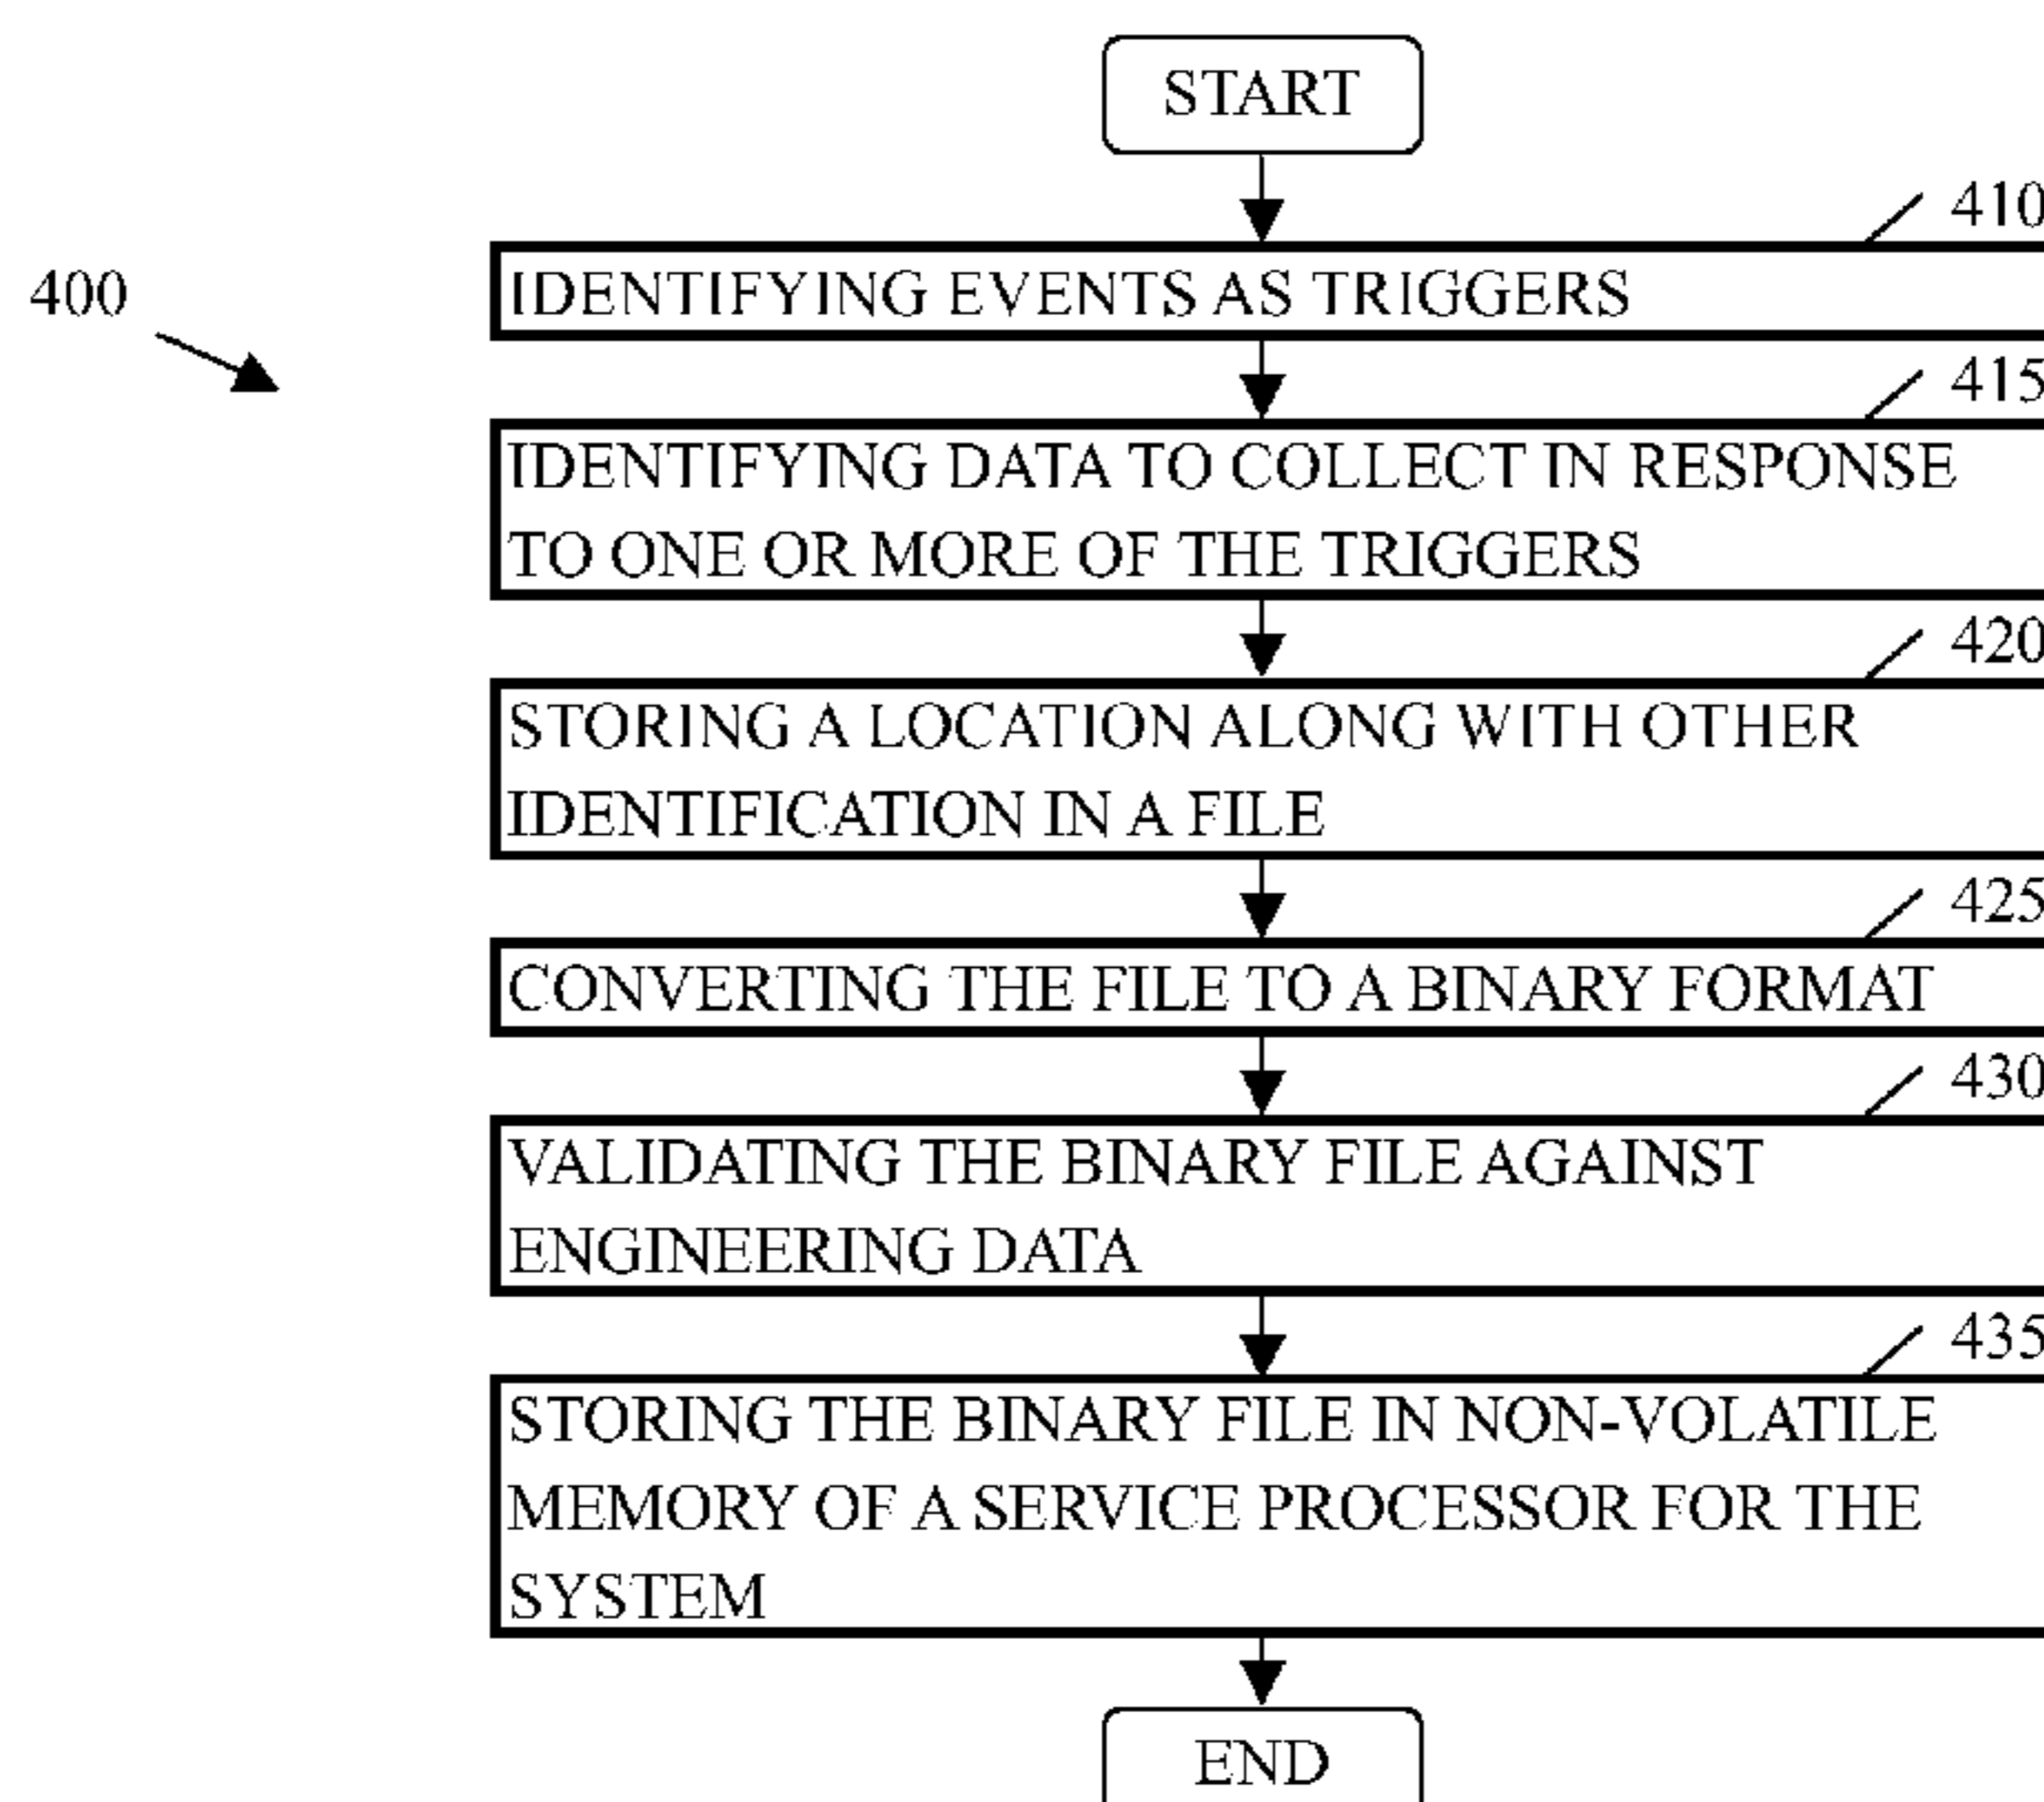 START
410
IDENTIFYING EVENTS AS TRIGGERS
400
415
IDENTIFYING DATA TO COLLECT IN RESPONSE
TO ONE OR MORE OF THE TRIGGERS
420
STORING A LOCATION ALONG WITH OTHER
IDENTIFICATION IN A FILE
425
CONVERTING THE FILE TO A BINARY FORMAT
430
VALIDATING THE BINARY FILE AGAINST
ENGINEERING DATA
435
STORING THE BINARY FILE IN NON-VOLATILE
MEMORY OF A SERVICE PROCESSOR FOR THE
SYSTEM
END